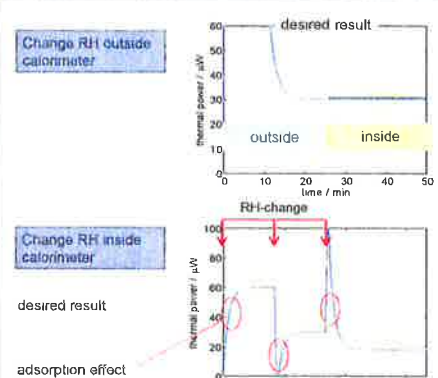 Change RH outside
calorimeter
desired result
thermal power / µW
60
50
40
30
20
10
0
outside
inside
0 10 20 30 40 50
time / min
RH-change
Change RH inside
calorimeter
thermal power / µW
100
80
60
40
20
0
desired result
adsorption effect